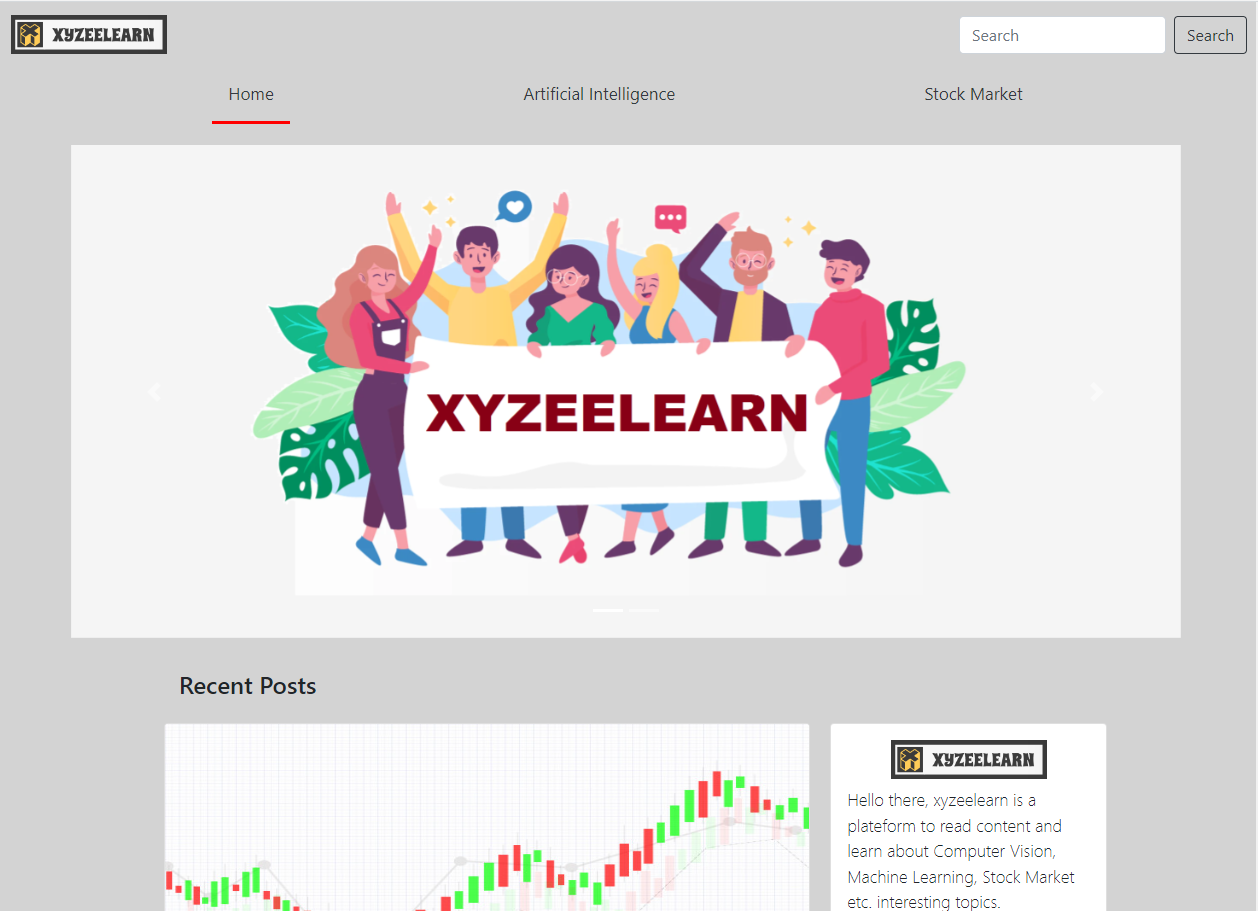 XYZEELEARN
Search
Search
Home
Artificial Intelligence
Stock Market
XYZEELEARN
Recent Posts
XYZEELEARN
Hello there, xyzeelearn is a
plateform to read content and
learn about Computer Vision,
Machine Learning, Stock Market
etc. interesting topics.